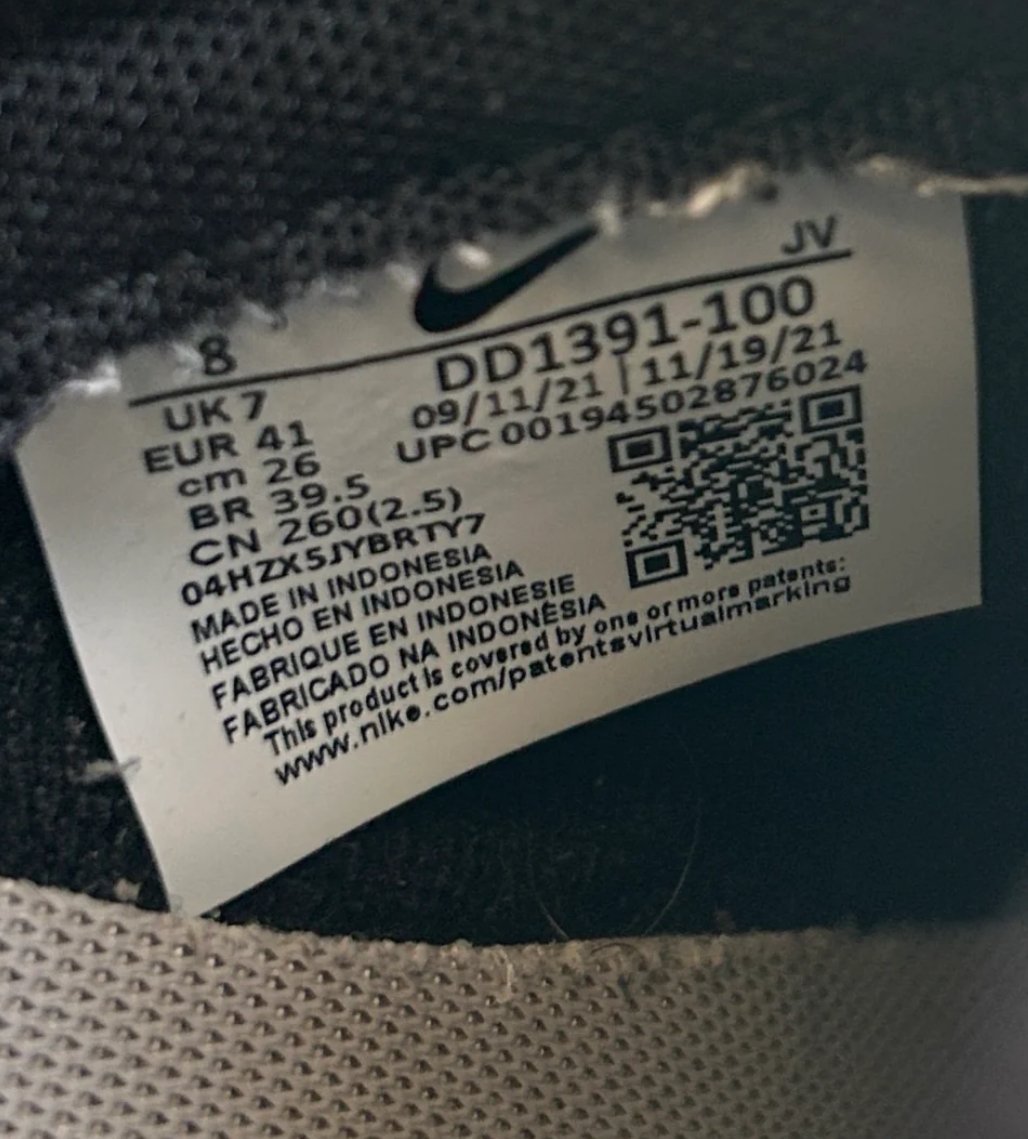 8 JV
UK 7 DD1391-100
EUR 41 09/11/21 | 11/19/21
cm 26 UPC 00194502876024
BR 39.5
CN 260(2.5)
04HZX5JYBRTY7
MADE IN INDONESIA
HECHO EN INDONESIA
FABRIQUE EN INDONESIE
FABRICADO NA INDONÉSIA
This product is covered by one or more patents:
www.nike.com/patentsvirtualmarking